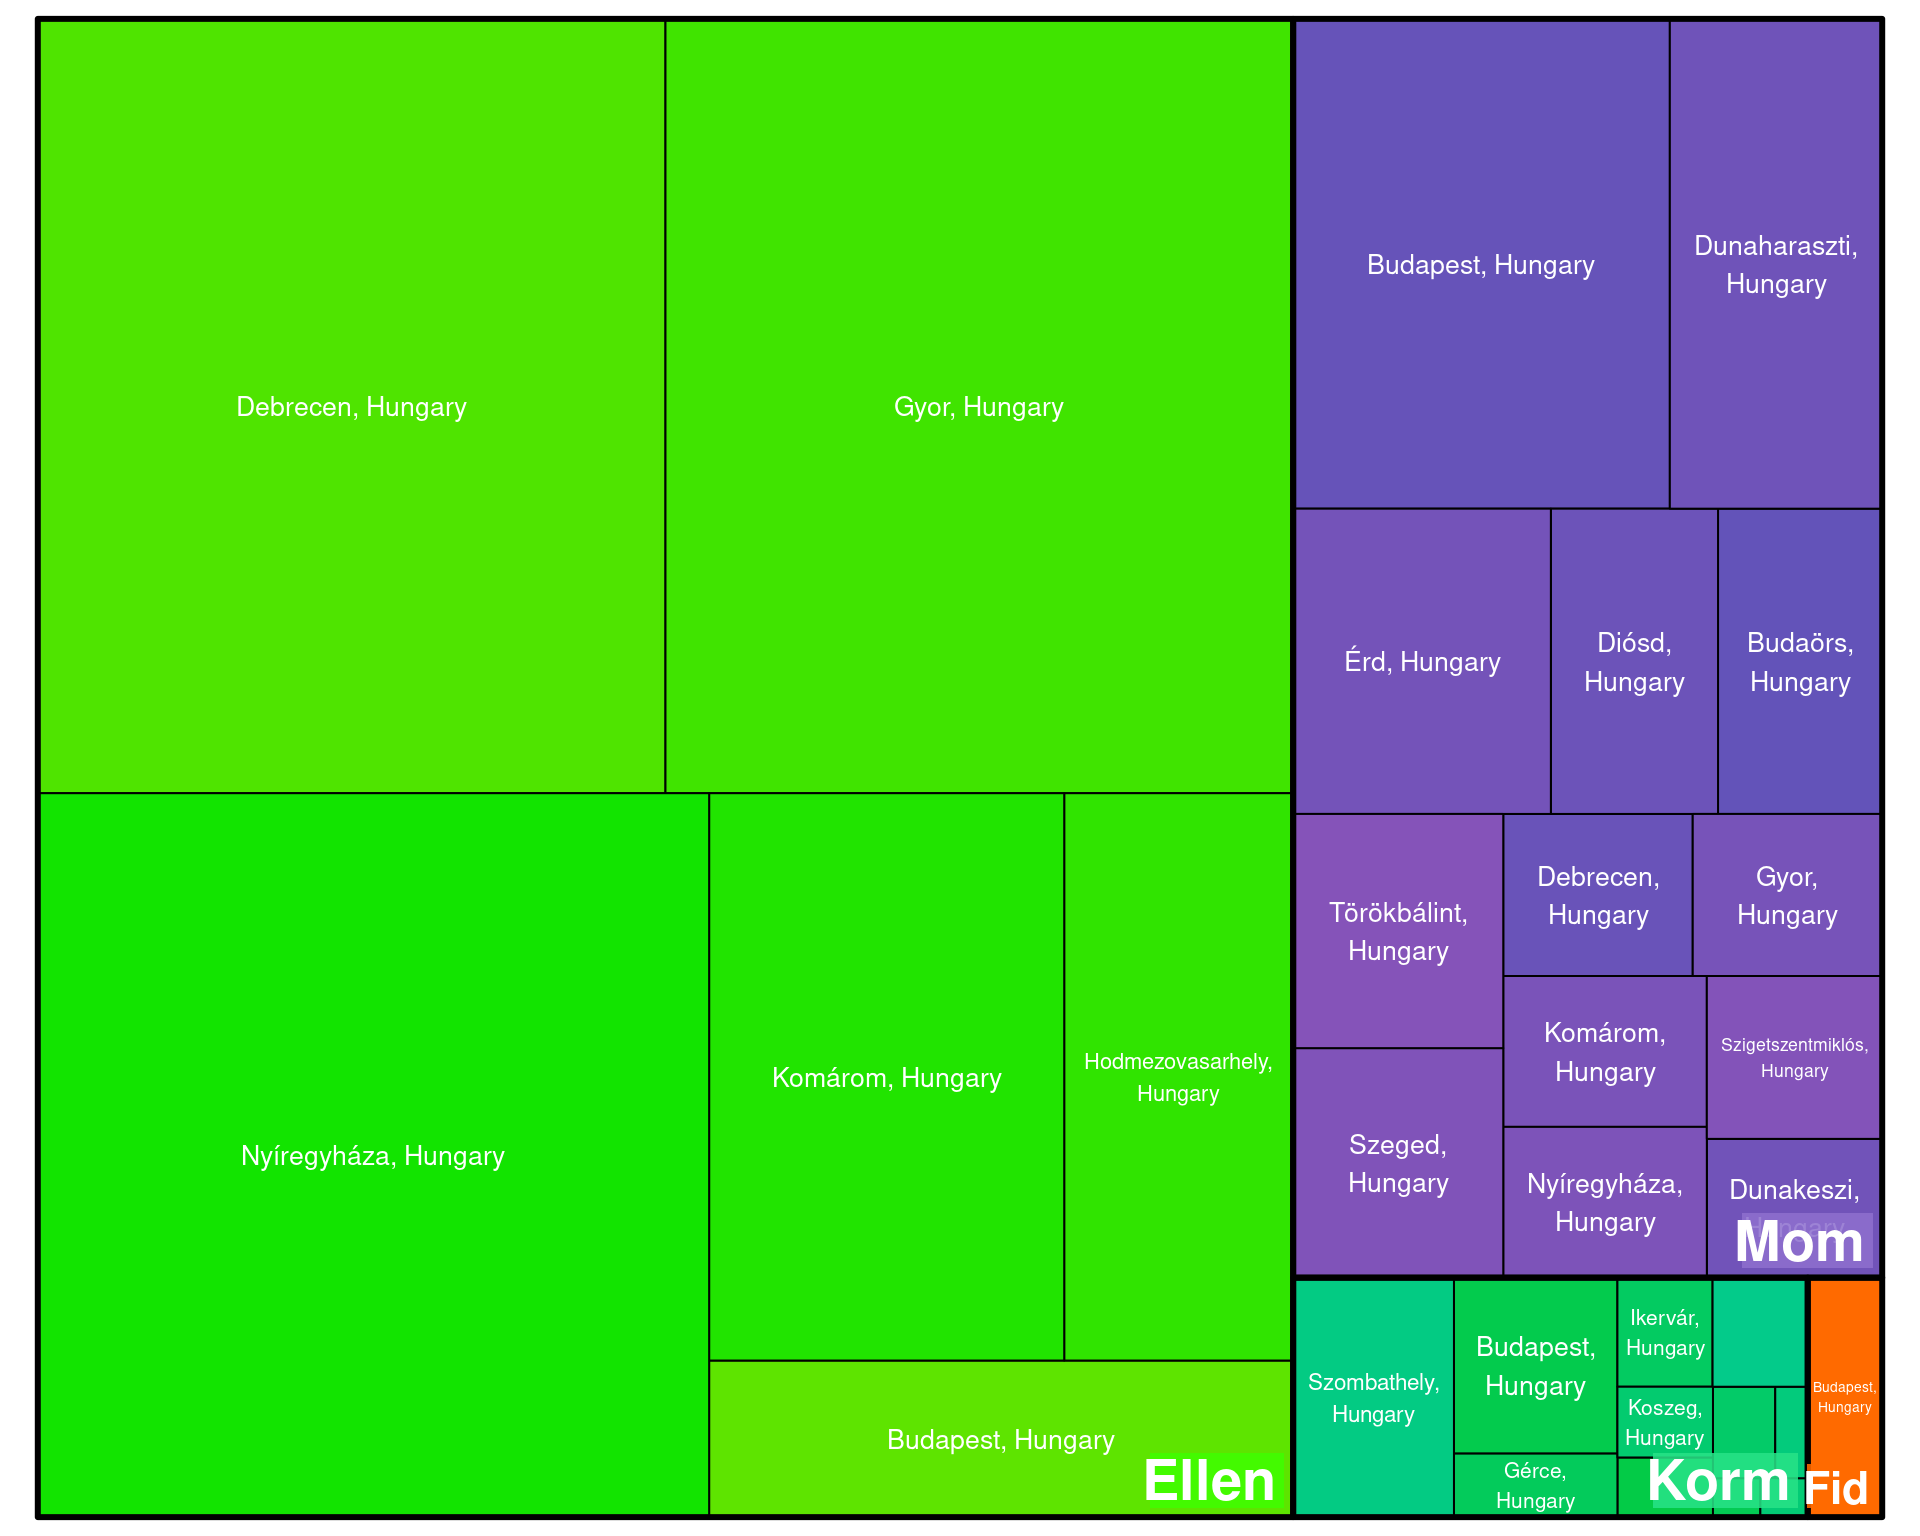 Debrecen, Hungary
Gyor, Hungary
Nyíregyháza, Hungary
Komárom, Hungary
Hodmezovasarhely,
Hungary
Budapest, Hungary
Ellen
Budapest, Hungary
Dunaharaszti,
Hungary
Érd, Hungary
Diósd,
Hungary
Budaörs,
Hungary
Törökbálint,
Hungary
Debrecen,
Hungary
Gyor,
Hungary
Szeged,
Hungary
Komárom,
Hungary
Szigetszentmiklós,
Hungary
Nyíregyháza,
Hungary
Dunakeszi,
Hungary
Mom
Szombathely,
Hungary
Budapest,
Hungary
Gérce,
Hungary
Ikervár,
Hungary
Koszeg,
Hungary
Korm
Budapest,
Hungary
Fid